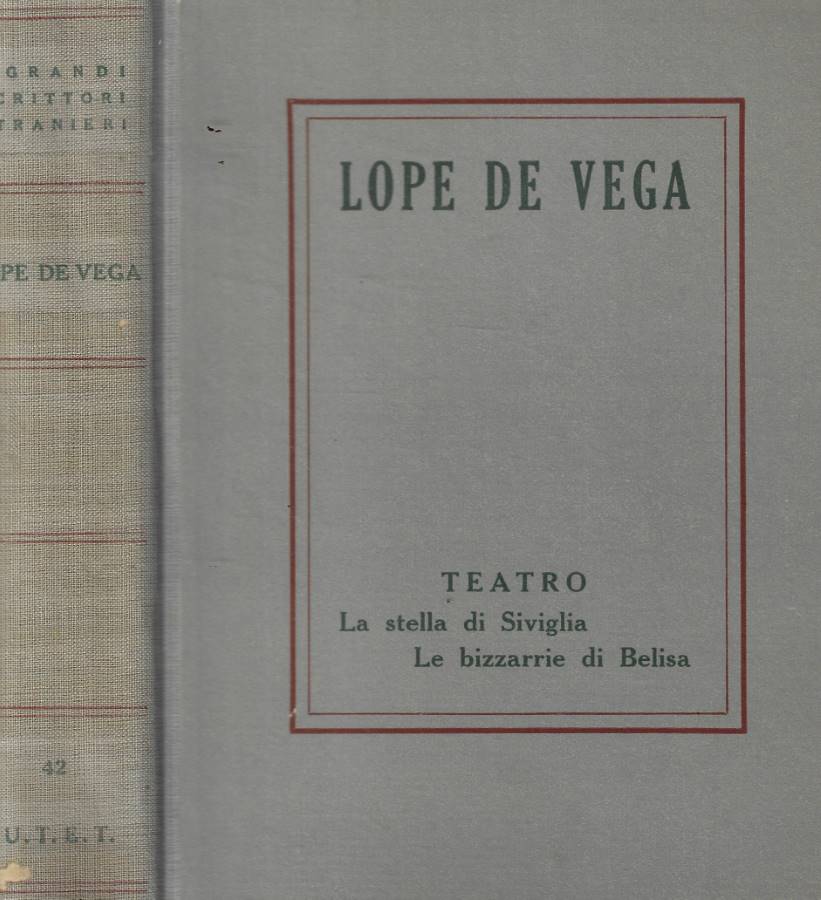 GRANDI
CRITTORI
TRANIERI
PE DE VEGA
42
U.T.E.T.
LOPE DE VEGA
TEATRO
La stella di Siviglia
Le bizzarrie di Belisa